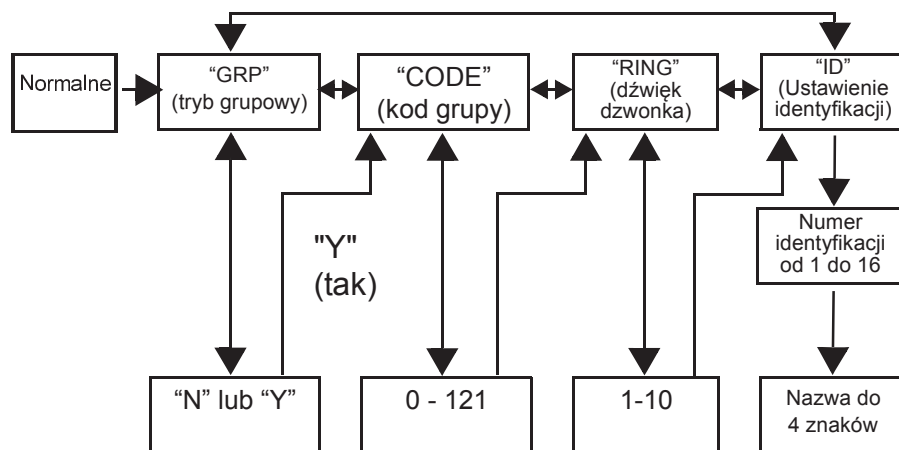 Normalne
“GRP”
(tryb grupowy)
“CODE”
(kod grupy)
“RING”
(dźwięk
dzwonka)
“ID”
(Ustawienie
identyfikacji)
"Y"
(tak)
Numer
identyfikacji
od 1 do 16
“N” lub “Y”
0 - 121
1-10
Nazwa do
4 znaków